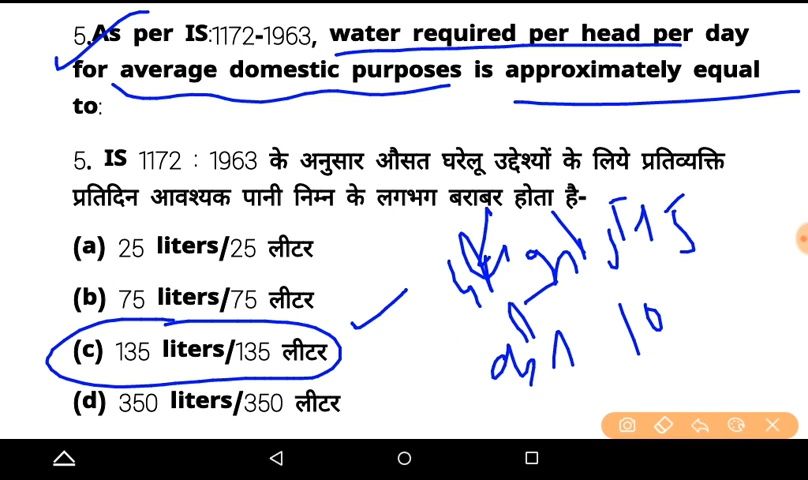 5.As per IS:1172-1963, water required per head per day
for average domestic purposes is approximately equal
to:
5. IS 1172 : 1963 के अनुसार औसत घरेलू उद्देश्यों के लिये प्रतिव्यक्ति
प्रतिदिन आवश्यक पानी निम्न के लगभग बराबर होता है-
(a) 25 liters/25 लीटर
(b) 75 liters/75 लीटर
(c) 135 liters/135 लीटर
(d) 350 liters/350 लीटर